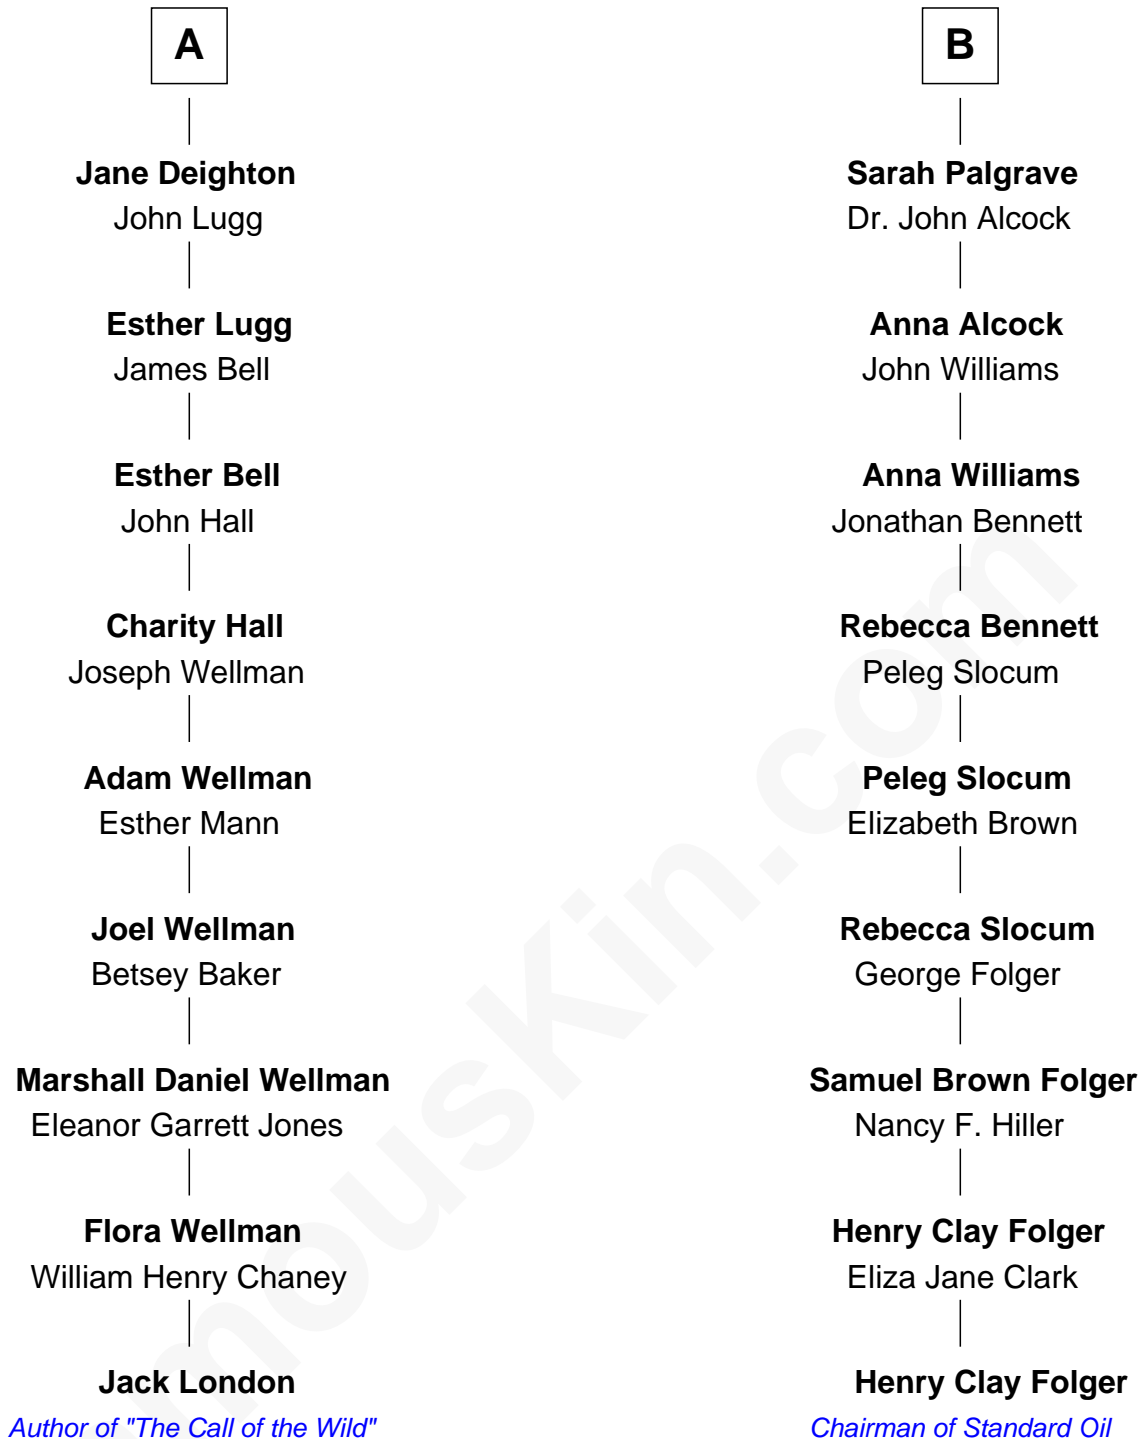 A
Jane Deighton
John Lugg
Esther Lugg
James Bell
Esther Bell
John Hall
Charity Hall
Joseph Wellman
Adam Wellman
Esther Mann
Joel Wellman
Betsey Baker
Marshall Daniel Wellman
Eleanor Garrett Jones
Flora Wellman
William Henry Chaney
Jack London
Author of "The Call of the Wild"
B
Sarah Palgrave
Dr. John Alcock
Anna Alcock
John Williams
Anna Williams
Jonathan Bennett
Rebecca Bennett
Peleg Slocum
Peleg Slocum
Elizabeth Brown
Rebecca Slocum
George Folger
Samuel Brown Folger
Nancy F. Hiller
Henry Clay Folger
Eliza Jane Clark
Henry Clay Folger
Chairman of Standard Oil
mouskin.com